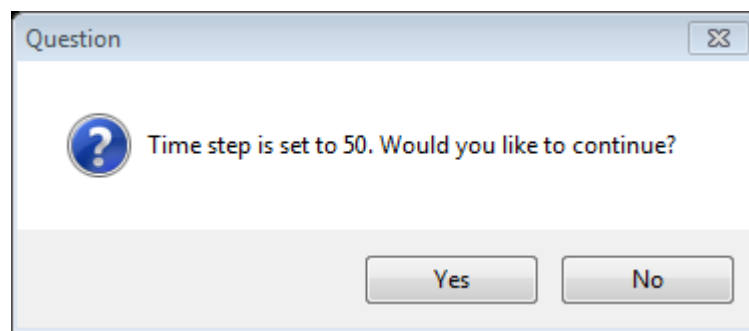 Question
Time step is set to 50. Would you like to continue?
Yes
No